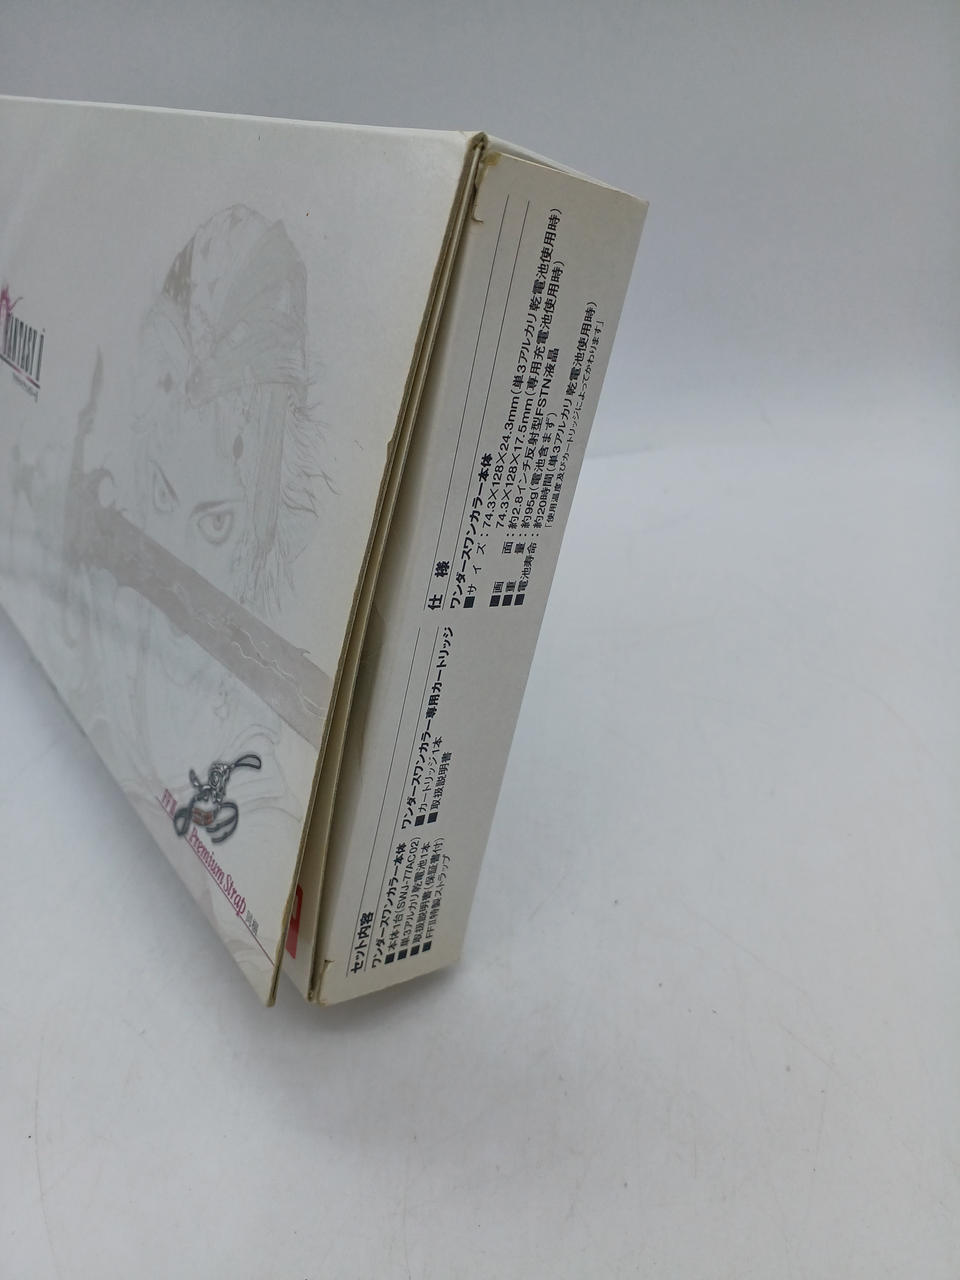 FANTASY II
FF II
Premium Strap 同梱
セット内容
ワンダースワンカラー本体
■本体1台(SWJ-77AC02)
■単3アルカリ乾電池1本
■取扱説明書(保証書付)
■FFⅡ特製ストラップ
ワンダースワンカラー専用カートリッジ
■カートリッジ1本
■取扱説明書
仕 様
ワンダースワンカラー本体
■サ イ ズ:74.3×128×24.3mm(単3アルカリ乾電池使用時)
74.3×128×17.5mm(専用充電池使用時)
■画 面:約2.8インチ反射型FSTN液晶
■重 量:約95g(電池含まず)
■電池寿命:約20時間(単3アルカリ乾電池使用時)
「使用温度及びカートリッジによってかわります」